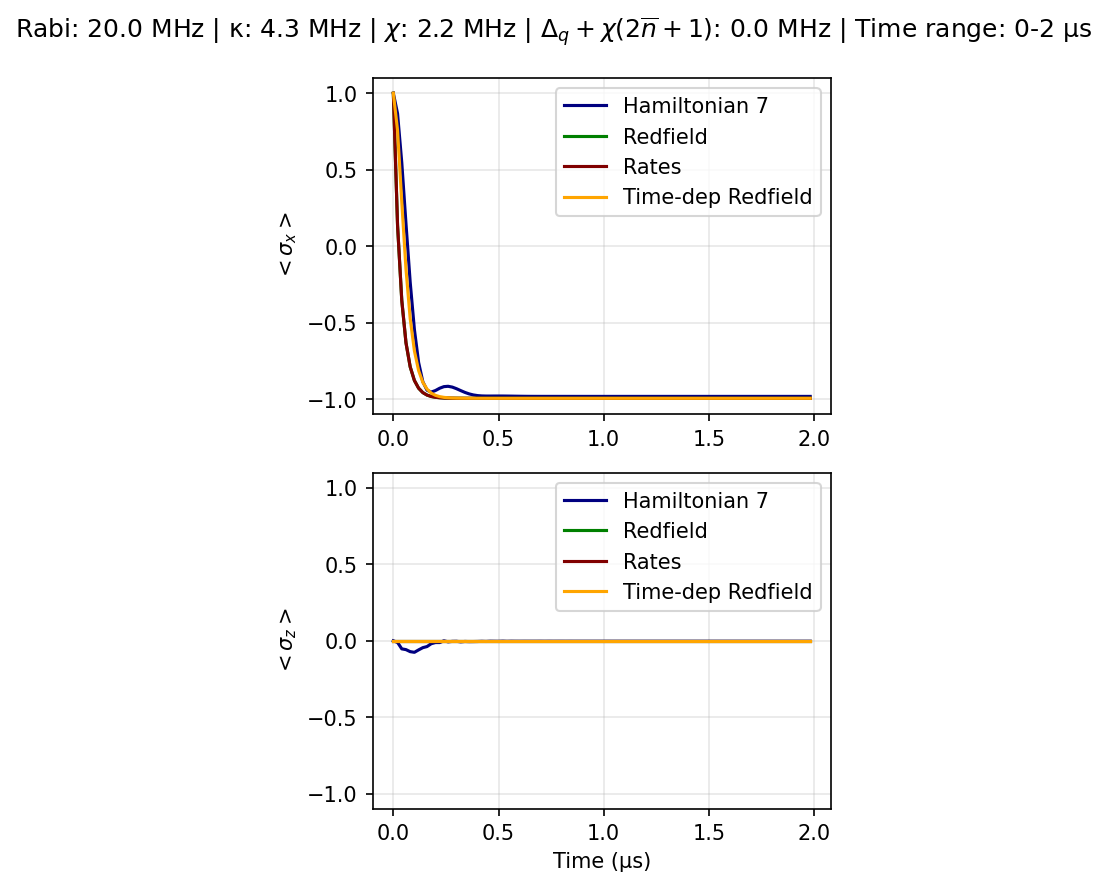 Rabi: 20.0 MHz | κ: 4.3 MHz | χ: 2.2 MHz | Δ_q + χ(2n̅ + 1): 0.0 MHz | Time range: 0-2 µs
1.0
0.5
0.0
−0.5
−1.0
<σ_x>
Hamiltonian 7
Redfield
Rates
Time-dep Redfield
0.0 0.5 1.0 1.5 2.0
1.0
0.5
0.0
−0.5
−1.0
<σ_z>
Hamiltonian 7
Redfield
Rates
Time-dep Redfield
0.0 0.5 1.0 1.5 2.0
Time (µs)